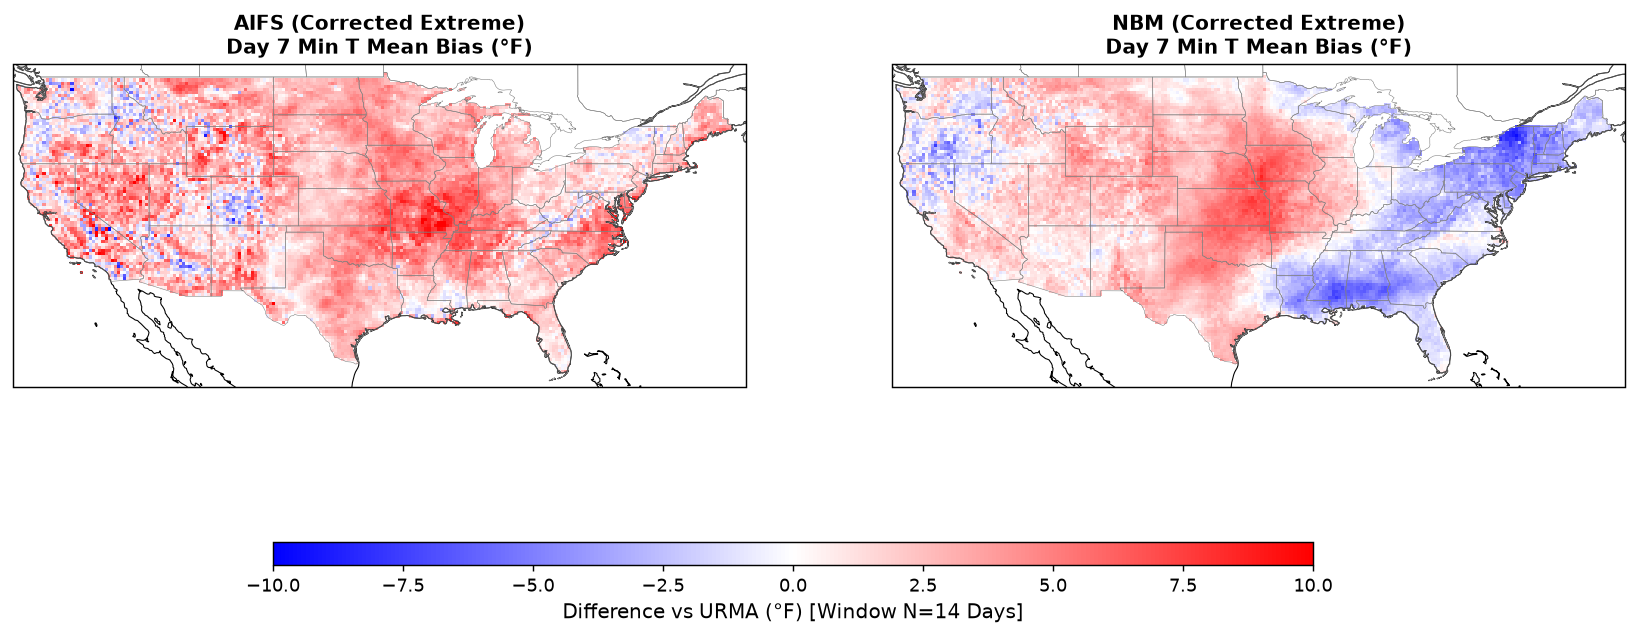 AIFS (Corrected Extreme)
Day 7 Min T Mean Bias (°F)
NBM (Corrected Extreme)
Day 7 Min T Mean Bias (°F)
−10.0 −7.5 −5.0 −2.5 0.0 2.5 5.0 7.5 10.0
Difference vs URMA (°F) [Window N=14 Days]